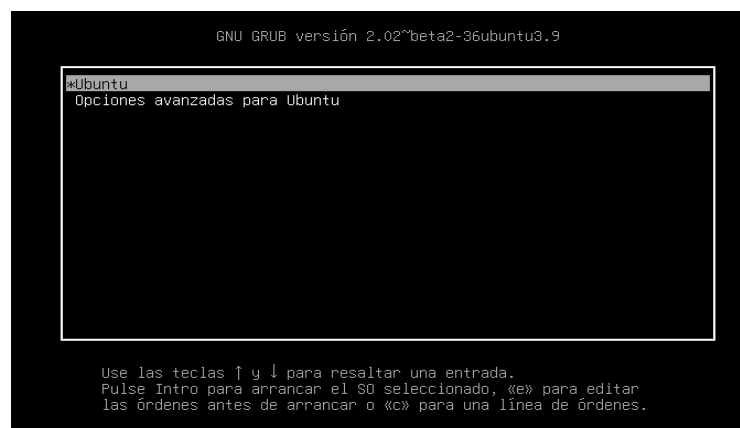 GNU GRUB versión 2.02~beta2-36ubuntu3.9
*Ubuntu
Opciones avanzadas para Ubuntu
Use las teclas ↑ y ↓ para resaltar una entrada.
Pulse Intro para arrancar el SO seleccionado, «e» para editar
las órdenes antes de arrancar o «c» para una línea de órdenes.